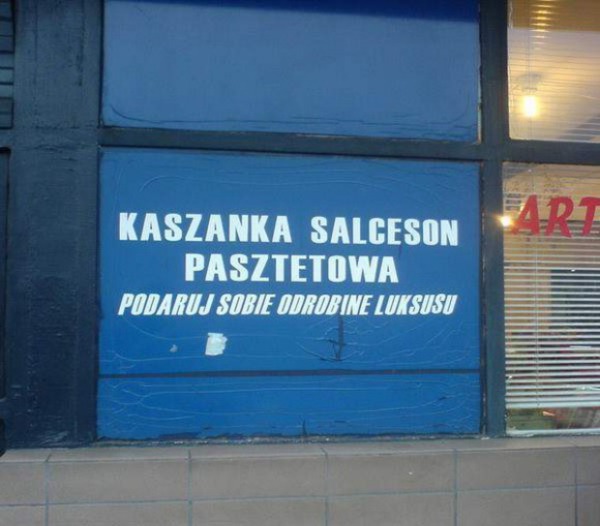 KASZANKA SALCESON
PASZTETOWA
PODARUJ SOBIE ODROBINE LUKSUSU
ART